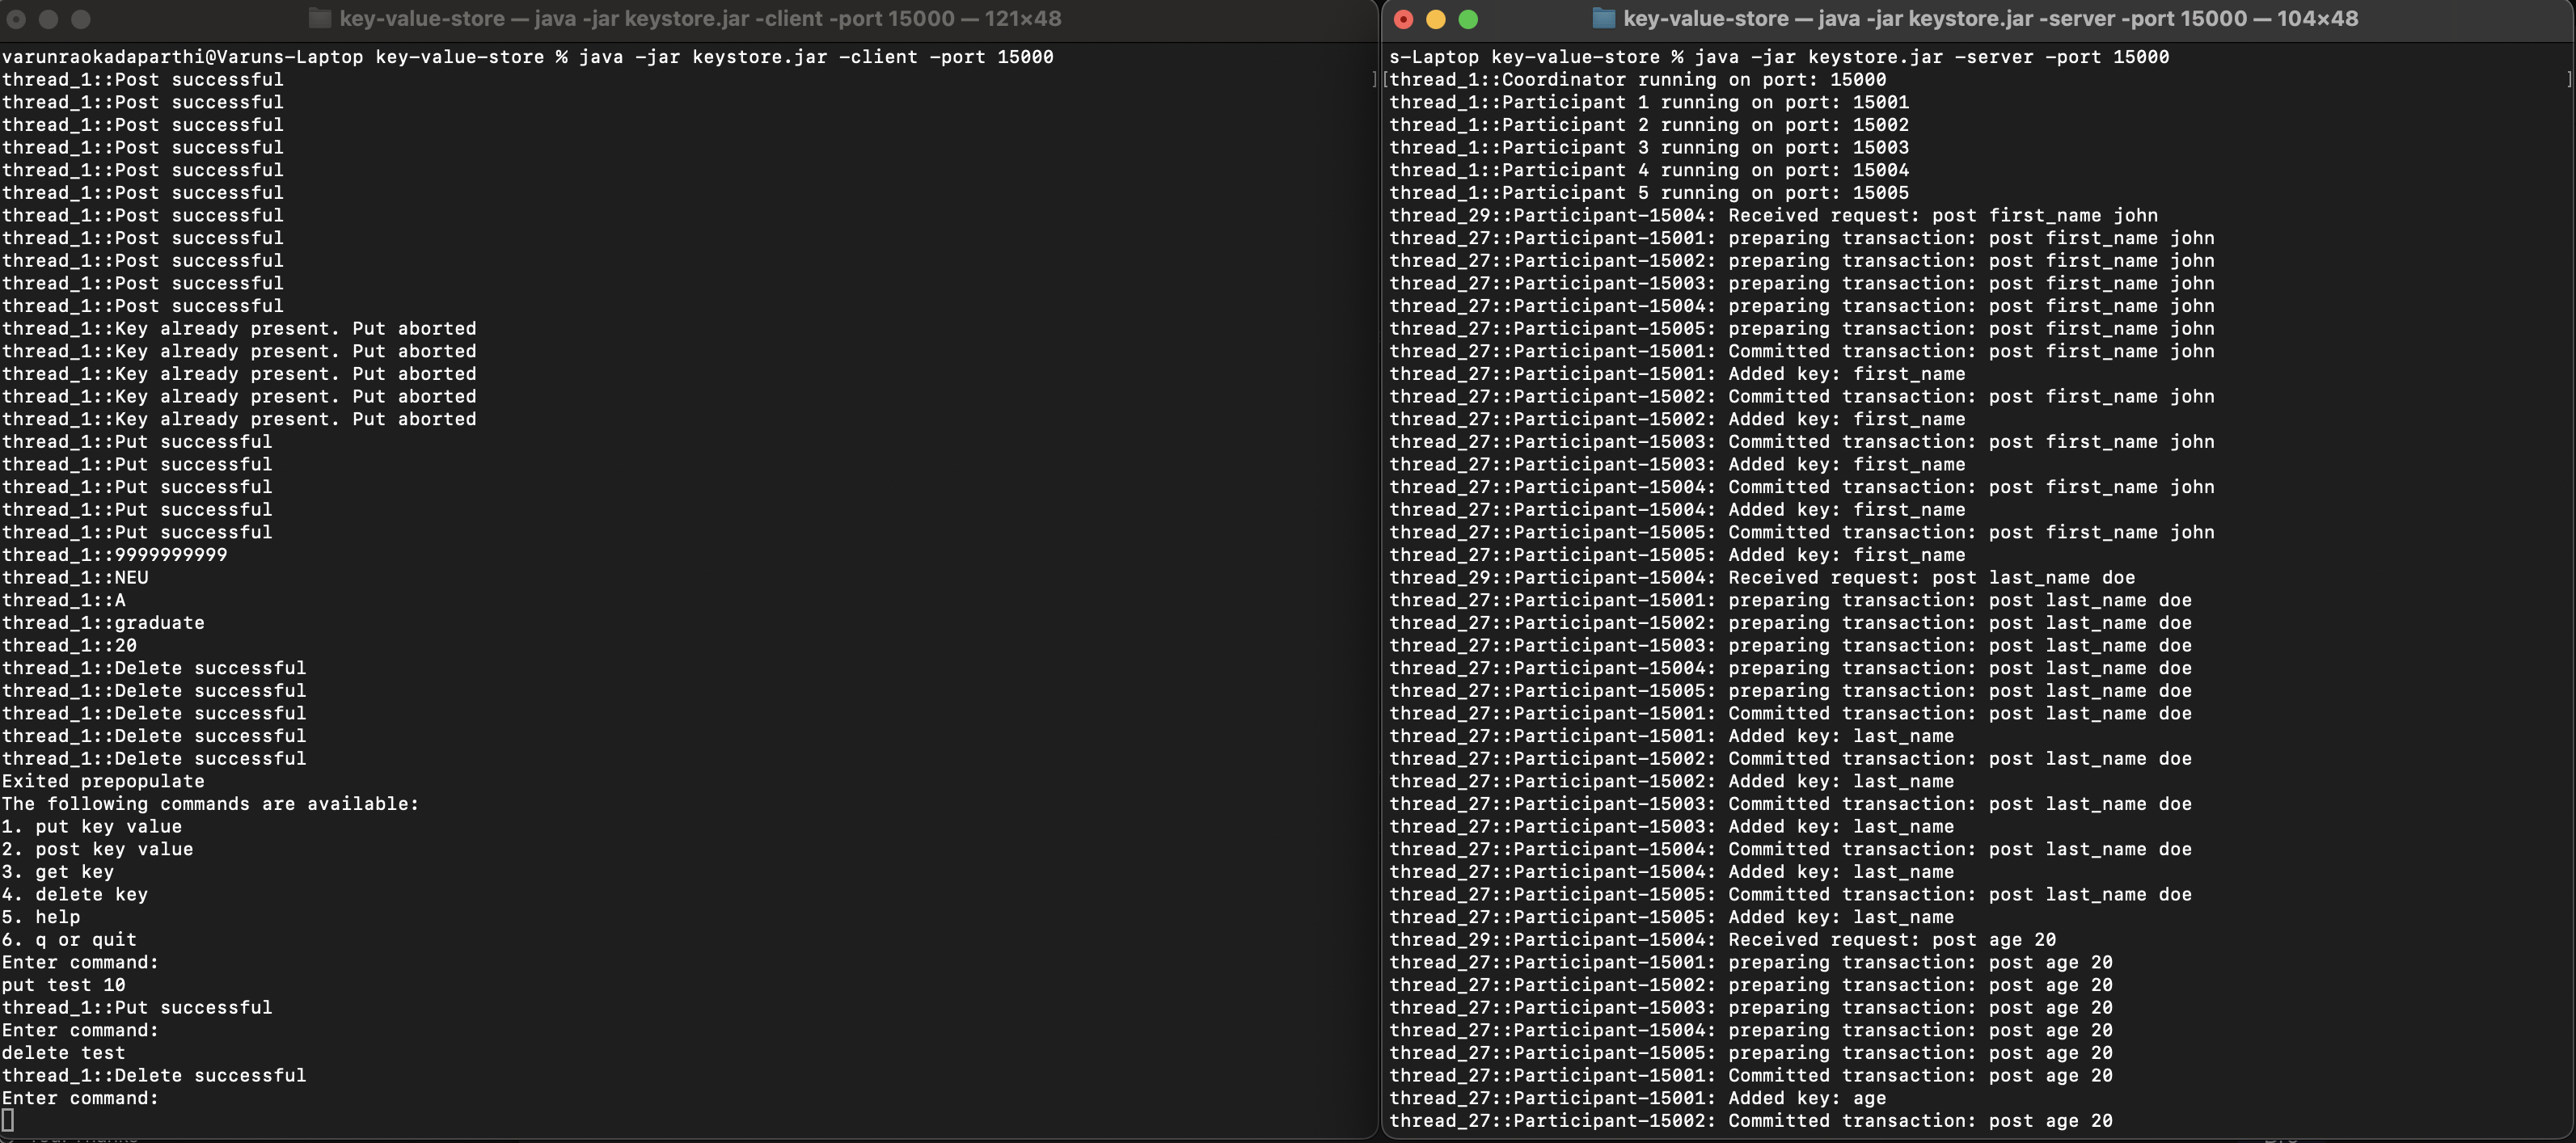 key-value-store — java -jar keystore.jar -client -port 15000 — 121×48
varunraokadaparthi@Varuns-Laptop key-value-store % java -jar keystore.jar -client -port 15000
thread_1::Post successful
thread_1::Post successful
thread_1::Post successful
thread_1::Post successful
thread_1::Post successful
thread_1::Post successful
thread_1::Post successful
thread_1::Post successful
thread_1::Post successful
thread_1::Post successful
thread_1::Post successful
thread_1::Key already present. Put aborted
thread_1::Key already present. Put aborted
thread_1::Key already present. Put aborted
thread_1::Key already present. Put aborted
thread_1::Key already present. Put aborted
thread_1::Put successful
thread_1::Put successful
thread_1::Put successful
thread_1::Put successful
thread_1::Put successful
thread_1::9999999999
thread_1::NEU
thread_1::A
thread_1::graduate
thread_1::20
thread_1::Delete successful
thread_1::Delete successful
thread_1::Delete successful
thread_1::Delete successful
thread_1::Delete successful
Exited prepopulate
The following commands are available:
1. put key value
2. post key value
3. get key
4. delete key
5. help
6. q or quit
Enter command:
put test 10
thread_1::Put successful
Enter command:
delete test
thread_1::Delete successful
Enter command:
key-value-store — java -jar keystore.jar -server -port 15000 — 104×48
s-Laptop key-value-store % java -jar keystore.jar -server -port 15000
[thread_1::Coordinator running on port: 15000 ]
thread_1::Participant 1 running on port: 15001
thread_1::Participant 2 running on port: 15002
thread_1::Participant 3 running on port: 15003
thread_1::Participant 4 running on port: 15004
thread_1::Participant 5 running on port: 15005
thread_29::Participant-15004: Received request: post first_name john
thread_27::Participant-15001: preparing transaction: post first_name john
thread_27::Participant-15002: preparing transaction: post first_name john
thread_27::Participant-15003: preparing transaction: post first_name john
thread_27::Participant-15004: preparing transaction: post first_name john
thread_27::Participant-15005: preparing transaction: post first_name john
thread_27::Participant-15001: Committed transaction: post first_name john
thread_27::Participant-15001: Added key: first_name
thread_27::Participant-15002: Committed transaction: post first_name john
thread_27::Participant-15002: Added key: first_name
thread_27::Participant-15003: Committed transaction: post first_name john
thread_27::Participant-15003: Added key: first_name
thread_27::Participant-15004: Committed transaction: post first_name john
thread_27::Participant-15004: Added key: first_name
thread_27::Participant-15005: Committed transaction: post first_name john
thread_27::Participant-15005: Added key: first_name
thread_29::Participant-15004: Received request: post last_name doe
thread_27::Participant-15001: preparing transaction: post last_name doe
thread_27::Participant-15002: preparing transaction: post last_name doe
thread_27::Participant-15003: preparing transaction: post last_name doe
thread_27::Participant-15004: preparing transaction: post last_name doe
thread_27::Participant-15005: preparing transaction: post last_name doe
thread_27::Participant-15001: Committed transaction: post last_name doe
thread_27::Participant-15001: Added key: last_name
thread_27::Participant-15002: Committed transaction: post last_name doe
thread_27::Participant-15002: Added key: last_name
thread_27::Participant-15003: Committed transaction: post last_name doe
thread_27::Participant-15003: Added key: last_name
thread_27::Participant-15004: Committed transaction: post last_name doe
thread_27::Participant-15004: Added key: last_name
thread_27::Participant-15005: Committed transaction: post last_name doe
thread_27::Participant-15005: Added key: last_name
thread_29::Participant-15004: Received request: post age 20
thread_27::Participant-15001: preparing transaction: post age 20
thread_27::Participant-15002: preparing transaction: post age 20
thread_27::Participant-15003: preparing transaction: post age 20
thread_27::Participant-15004: preparing transaction: post age 20
thread_27::Participant-15005: preparing transaction: post age 20
thread_27::Participant-15001: Committed transaction: post age 20
thread_27::Participant-15001: Added key: age
thread_27::Participant-15002: Committed transaction: post age 20